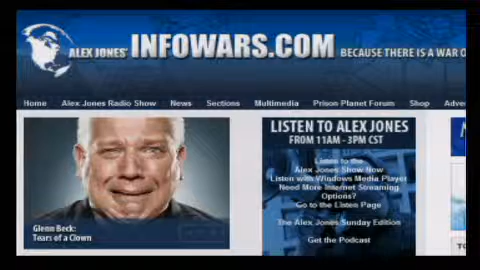 ALEX JONES' INFOWARS.COM BECAUSE THERE IS A WAR O
Home Alex Jones Radio Show News Sections Multimedia Prison Planet Forum Shop Adve
LISTEN TO ALEX JONES
FROM 11AM - 3PM CST
Listen to the
Alex Jones Show Now
Listen with Windows Media Player
Need More Internet Streaming
Options?
Go to the Listen Page
The Alex Jones Sunday Edition
Get the Podcast
Glenn Beck:
Tears of a Clown